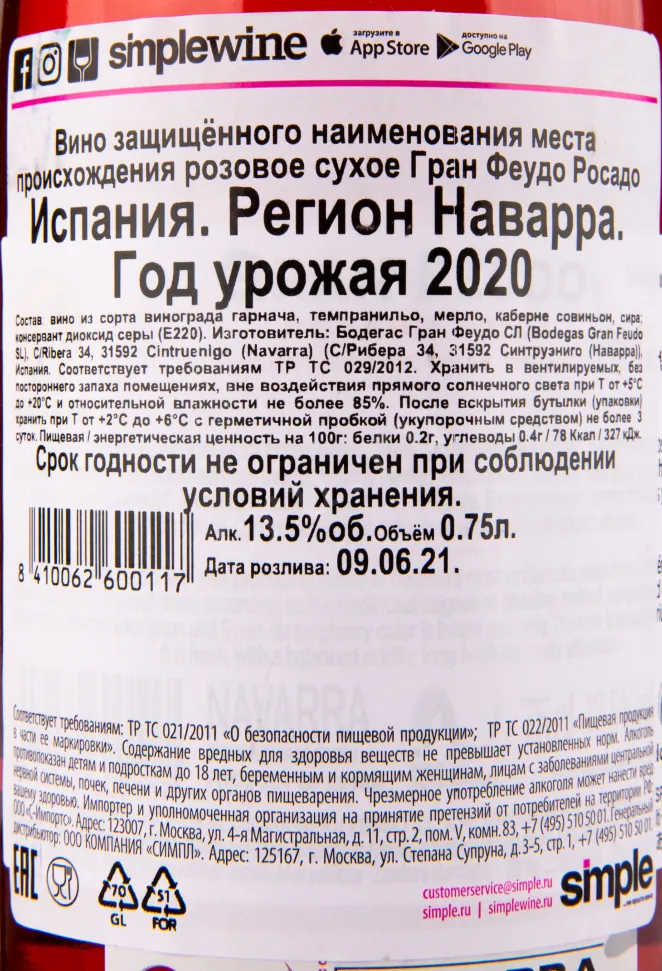 simplewine загрузите в App Store доступно на Google Play
Вино защищённого наименования места
происхождения розовое сухое Гран Феудо Росадо
Испания. Регион Наварра.
Год урожая 2020
Состав: вино из сорта винограда гарнача, темпранильо, мерло, каберне совиньон, сира;
консервант диоксид серы (Е220). Изготовитель: Бодегас Гран Феудо СЛ (Bodegas Gran Feudo
SL), C/Ribera 34, 31592 Cintruenigo (Navarra) (С/Рибера 34, 31592 Синтруэниго (Наварра)),
Испания. Соответствует требованиям ТР ТС 029/2012. Хранить в вентилируемых, без
постороннего запаха помещениях, вне воздействия прямого солнечного света при Т от +5°С
до +20°С и относительной влажности не более 85%. После вскрытия бутылки (упаковки)
хранить при Т от +2°С до +6°С с герметичной пробкой (укупорочным средством) не более 3
суток. Пищевая / энергетическая ценность на 100г: белки 0.2г, углеводы 0.4г / 78 Ккал / 327 кДж.
Срок годности не ограничен при соблюдении
условий хранения.
Алк. 13.5%об. Объём 0.75л.
Дата розлива: 09.06.21.
8 410062 600117
NAVARRA
Соответствует требованиям: ТР ТС 021/2011 «О безопасности пищевой продукции»; ТР ТС 022/2011 «Пищевая продукция
в части ее маркировки». Содержание вредных для здоровья веществ не превышает установленных норм. Алкоголь
противопоказан детям и подросткам до 18 лет, беременным и кормящим женщинам, лицам с заболеваниями центральной
нервной системы, почек, печени и других органов пищеварения. Чрезмерное употребление алкоголя может нанести вред
вашему здоровью. Импортер и уполномоченная организация на принятие претензий от потребителей на территории РФ:
ООО «С-Импортс». Адрес: 123007, г. Москва, ул. 4-я Магистральная, д. 11, стр. 2, пом. V, комн. 83, +7 (495) 510 50 01. Генеральный
дистрибьютор: ООО КОМПАНИЯ «СИМПЛ». Адрес: 125167, г. Москва, ул. Степана Супруна, д. 3-5, стр. 1, +7 (495) 510 50 01.
EAC
70
GL
51
FOR
customerservice@simple.ru
simple.ru | simplewine.ru
simple